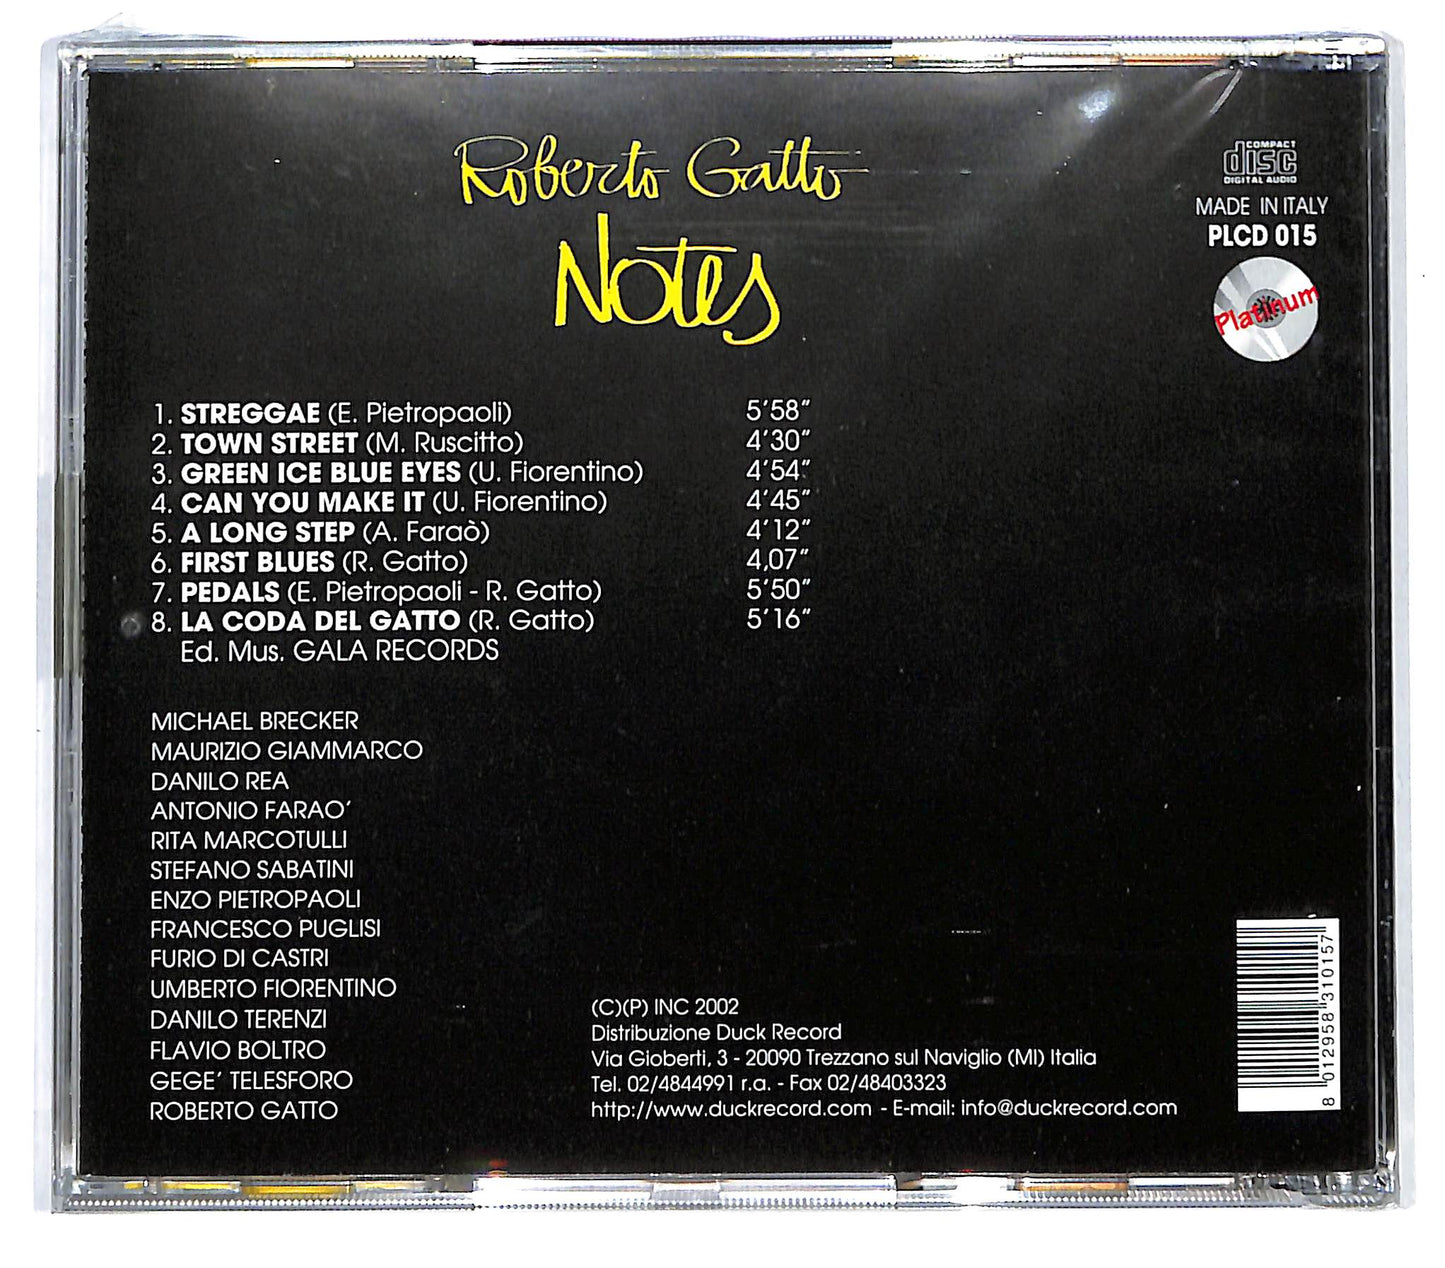 Roberto Gatto
Notes
COMPACT
disc
DIGITAL AUDIO
MADE IN ITALY
PLCD 015
Platinum
1. STREGGAE (E. Pietropaoli) 5'58"
2. TOWN STREET (M. Ruscitto) 4'30"
3. GREEN ICE BLUE EYES (U. Fiorentino) 4'54"
4. CAN YOU MAKE IT (U. Fiorentino) 4'45"
5. A LONG STEP (A. Faraò) 4'12"
6. FIRST BLUES (R. Gatto) 4,07"
7. PEDALS (E. Pietropaoli - R. Gatto) 5'50"
8. LA CODA DEL GATTO (R. Gatto) 5'16"
Ed. Mus. GALA RECORDS
MICHAEL BRECKER
MAURIZIO GIAMMARCO
DANILO REA
ANTONIO FARAO'
RITA MARCOTULLI
STEFANO SABATINI
ENZO PIETROPAOLI
FRANCESCO PUGLISI
FURIO DI CASTRI
UMBERTO FIORENTINO
DANILO TERENZI
FLAVIO BOLTRO
GEGE' TELESFORO
ROBERTO GATTO
(C)(P) INC 2002
Distribuzione Duck Record
Via Gioberti, 3 - 20090 Trezzano sul Naviglio (MI) Italia
Tel. 02/4844991 r.a. - Fax 02/48403323
http://www.duckrecord.com - E-mail: info@duckrecord.com
8 012958 310157